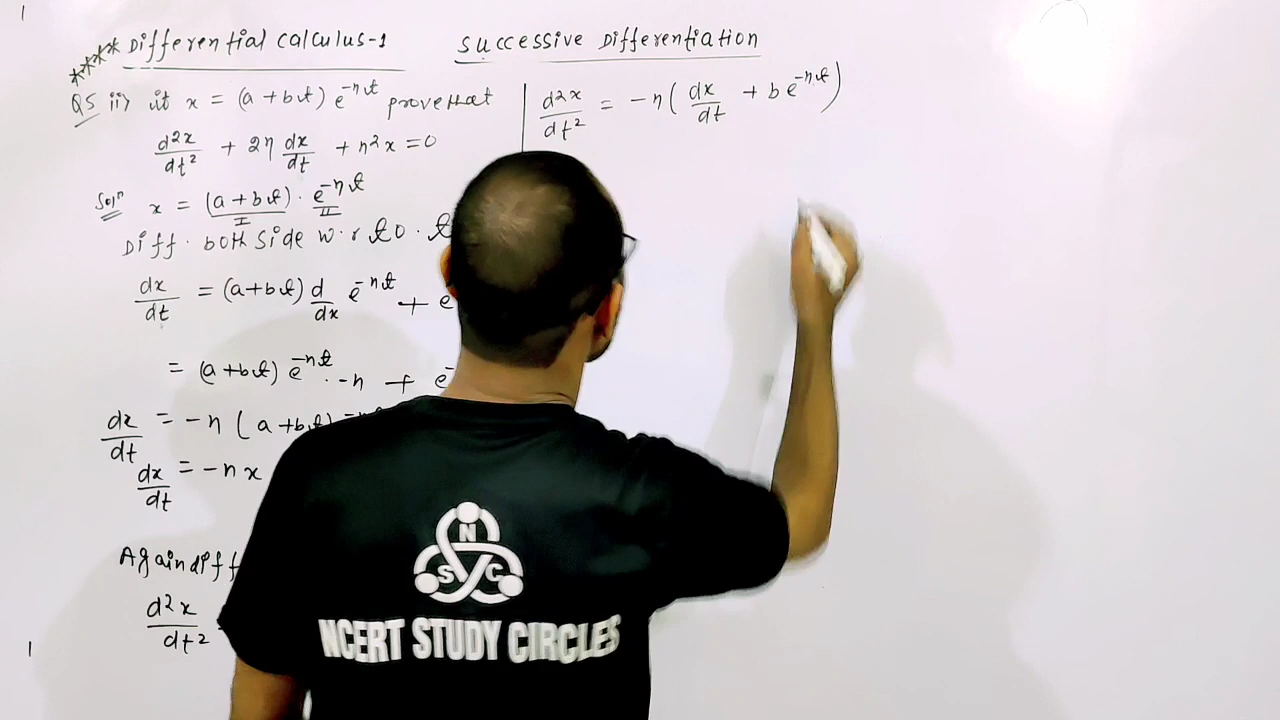 **** Differential Calculus-1
Successive Differentiation
Q5 ii) if x = (a+bt) e^{-nt} prove that
d²x/dt² + 2n dx/dt + n²x = 0
Solⁿ x = (a+bt) . e^{-nt}
I II
Diff. both side w.r to . t
dx/dt = (a+bt) d/dx e^{-nt} + e
= (a+bt) e^{-nt} . -n + e^-
dx/dt = -n (a+bt)
dx/dt = -nx
Again diff
d²x/dt²
d²x/dt² = -n ( dx/dt + b e^{-nt} )
N
S C
NCERT STUDY CIRCLES